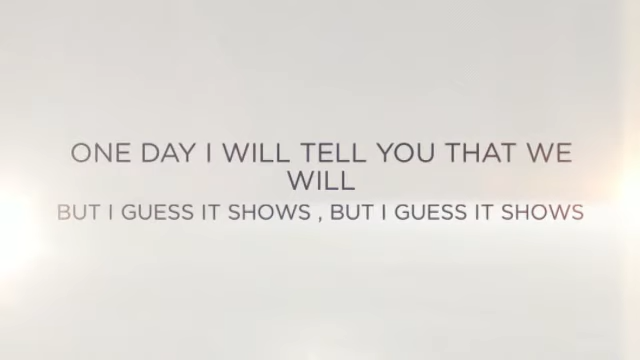 ONE DAY I WILL TELL YOU THAT WE
WILL
BUT I GUESS IT SHOWS , BUT I GUESS IT SHOWS